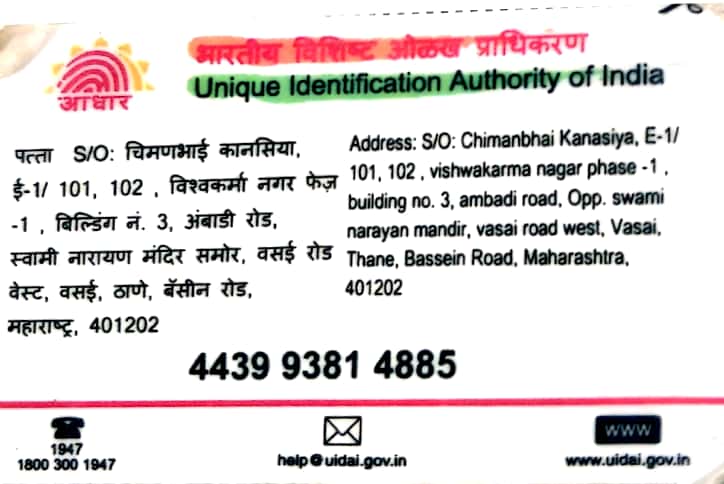 भारतीय विशिष्ट ओळख प्राधिकरण
Unique Identification Authority of India
आधार
पत्ता S/O: चिमणभाई कानसिया,
ई-1/ 101, 102 , विश्वकर्मा नगर फेज़
-1 , बिल्डिंग नं. 3, अंबाडी रोड,
स्वामी नारायण मंदिर समोर, वसई रोड
वेस्ट, वसई, ठाणे, बॅसीन रोड,
महाराष्ट्र, 401202
Address: S/O: Chimanbhai Kanasiya, E-1/
101, 102 , vishwakarma nagar phase -1 ,
building no. 3, ambadi road, Opp. swami
narayan mandir, vasai road west, Vasai,
Thane, Bassein Road, Maharashtra,
401202
4439 9381 4885
1947
1800 300 1947
help@uidai.gov.in
WWW
www.uidai.gov.in